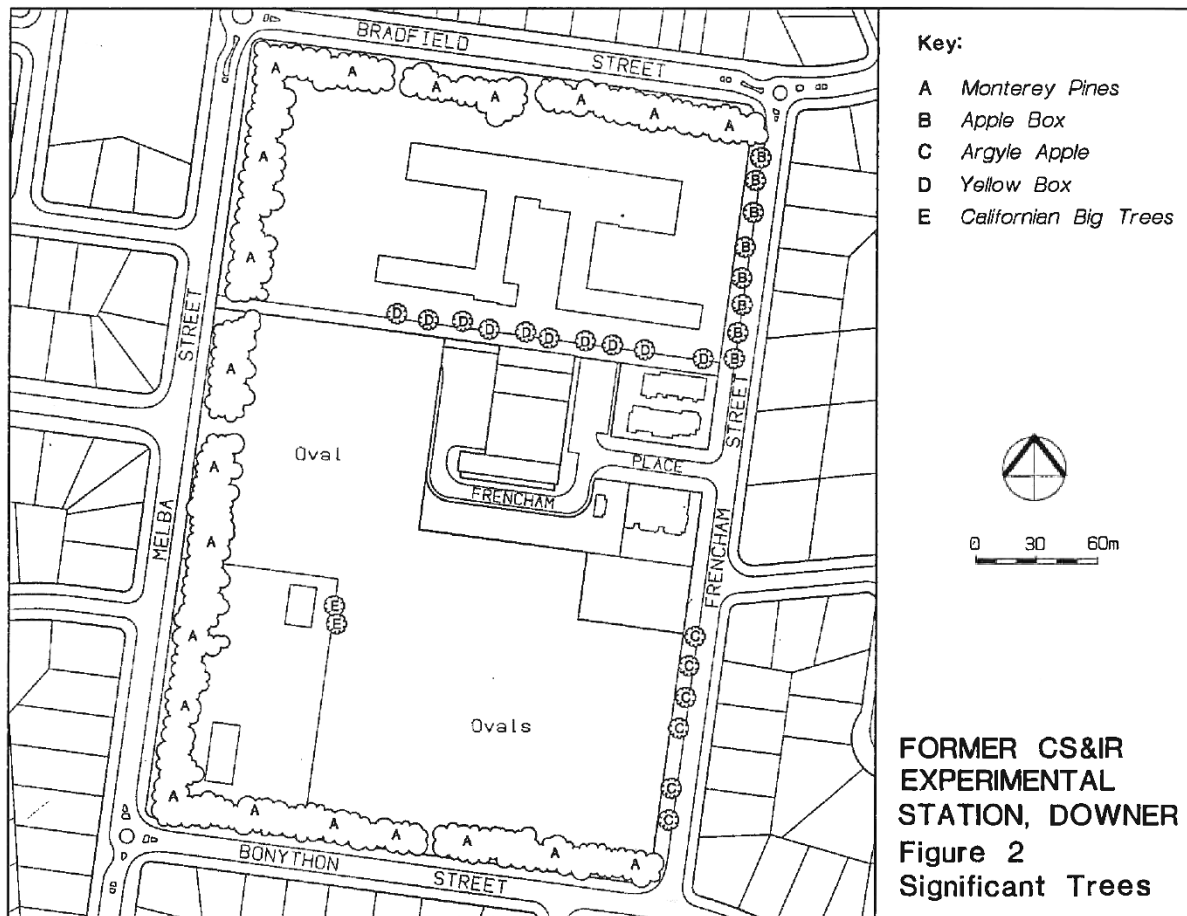 BRADFIELD STREET
A A A A A A A
A
A
A
A
A
A
A
A
A A A A A A A
B
B
B
B
B
B
B
B
D D D D D D D D D D
STREET
MELBA
Oval
PLACE
FRENCHAM
STREET
FRENCHAM
E
E
C
C
C
C
C
C
Ovals
BONYTHON STREET
Key:
A Monterey Pines
B Apple Box
C Argyle Apple
D Yellow Box
E Californian Big Trees
0 30 60m
FORMER CS&IR
EXPERIMENTAL
STATION, DOWNER
Figure 2
Significant Trees